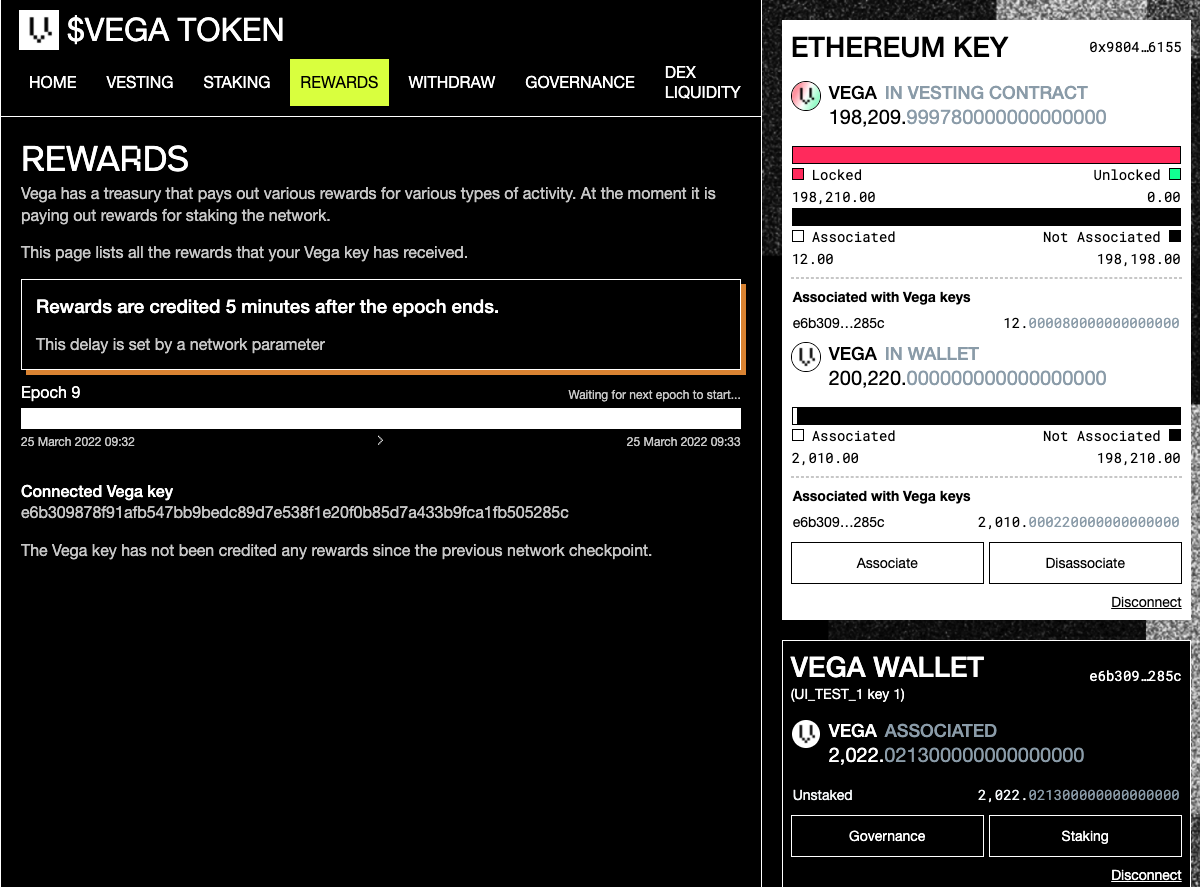 $VEGA TOKEN
HOME VESTING STAKING REWARDS WITHDRAW GOVERNANCE DEX LIQUIDITY
REWARDS
Vega has a treasury that pays out various rewards for various types of activity. At the moment it is
paying out rewards for staking the network.
This page lists all the rewards that your Vega key has received.
Rewards are credited 5 minutes after the epoch ends.
This delay is set by a network parameter
Epoch 9 Waiting for next epoch to start...
25 March 2022 09:32 > 25 March 2022 09:33
Connected Vega key
e6b309878f91afb547bb9bedc89d7e538f1e20f0b85d7a433b9fca1fb505285c
The Vega key has not been credited any rewards since the previous network checkpoint.
ETHEREUM KEY 0x9804…6155
VEGA IN VESTING CONTRACT
198,209.999780000000000000
Locked Unlocked
198,210.00 0.00
Associated Not Associated
12.00 198,198.00
Associated with Vega keys
e6b309…285c 12.000080000000000000
VEGA IN WALLET
200,220.000000000000000000
Associated Not Associated
2,010.00 198,210.00
Associated with Vega keys
e6b309…285c 2,010.000220000000000000
Associate Disassociate
Disconnect
VEGA WALLET e6b309…285c
(UI_TEST_1 key 1)
VEGA ASSOCIATED
2,022.021300000000000000
Unstaked 2,022.021300000000000000
Governance Staking
Disconnect